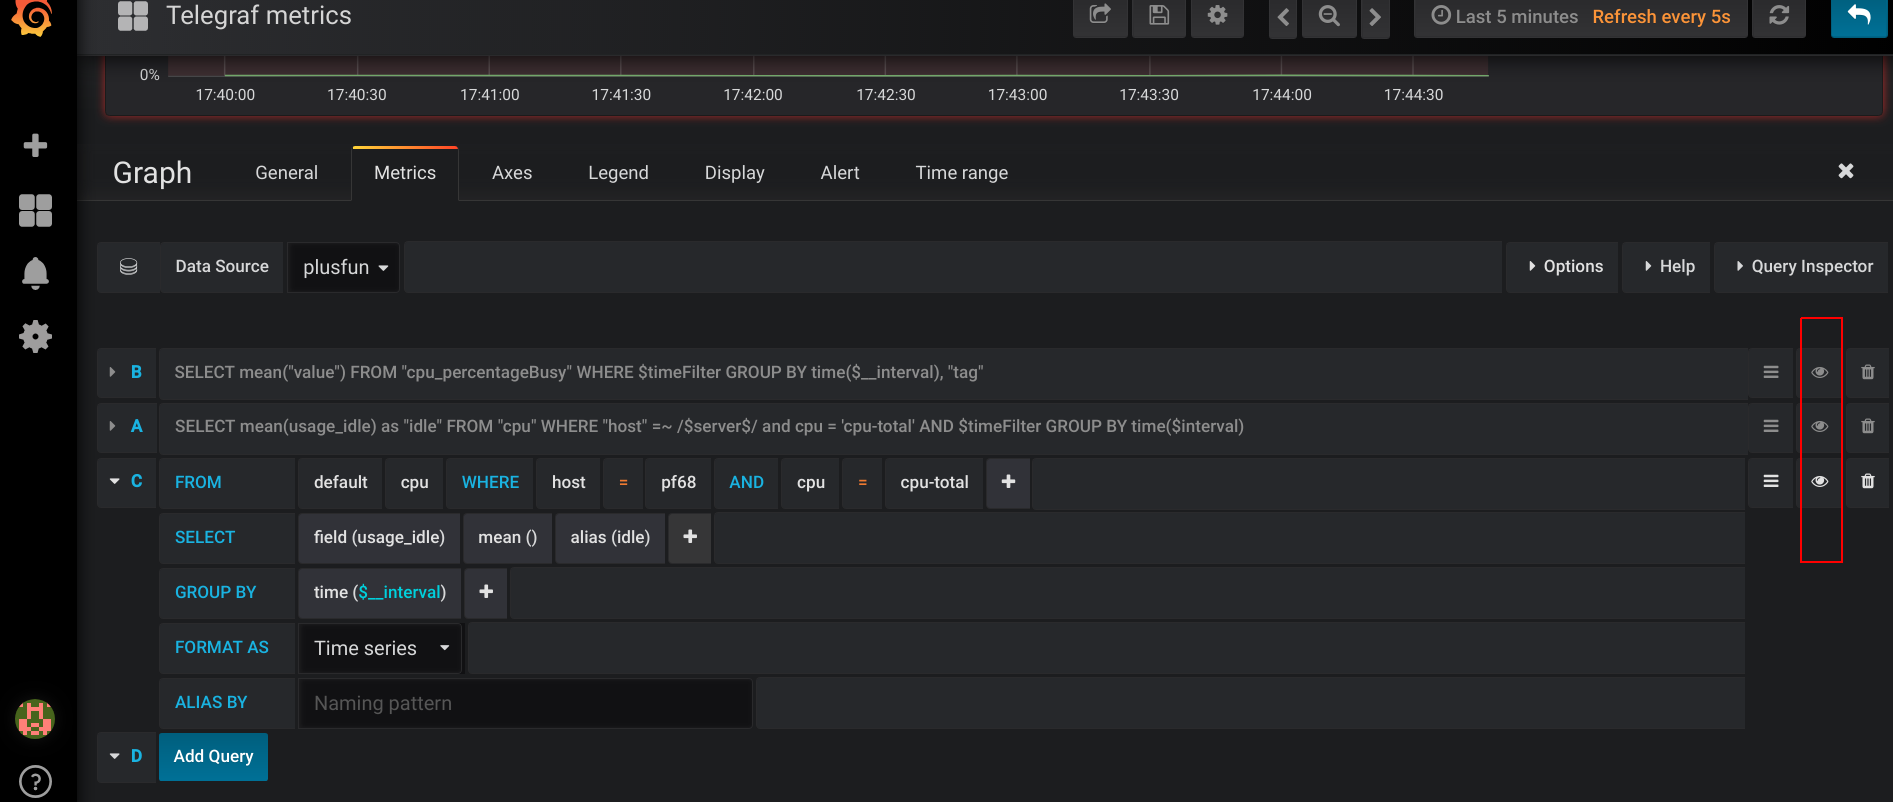 Telegraf metrics
Last 5 minutes Refresh every 5s
0%
17:40:00 17:40:30 17:41:00 17:41:30 17:42:00 17:42:30 17:43:00 17:43:30 17:44:00 17:44:30
Graph General Metrics Axes Legend Display Alert Time range
Data Source plusfun Options Help Query Inspector
B SELECT mean("value") FROM "cpu_percentageBusy" WHERE $timeFilter GROUP BY time($__interval), "tag"
A SELECT mean(usage_idle) as "idle" FROM "cpu" WHERE "host" =~ /$server$/ and cpu = 'cpu-total' AND $timeFilter GROUP BY time($interval)
C FROM default cpu WHERE host = pf68 AND cpu = cpu-total +
SELECT field (usage_idle) mean () alias (idle) +
GROUP BY time ($__interval) +
FORMAT AS Time series
ALIAS BY Naming pattern
D Add Query